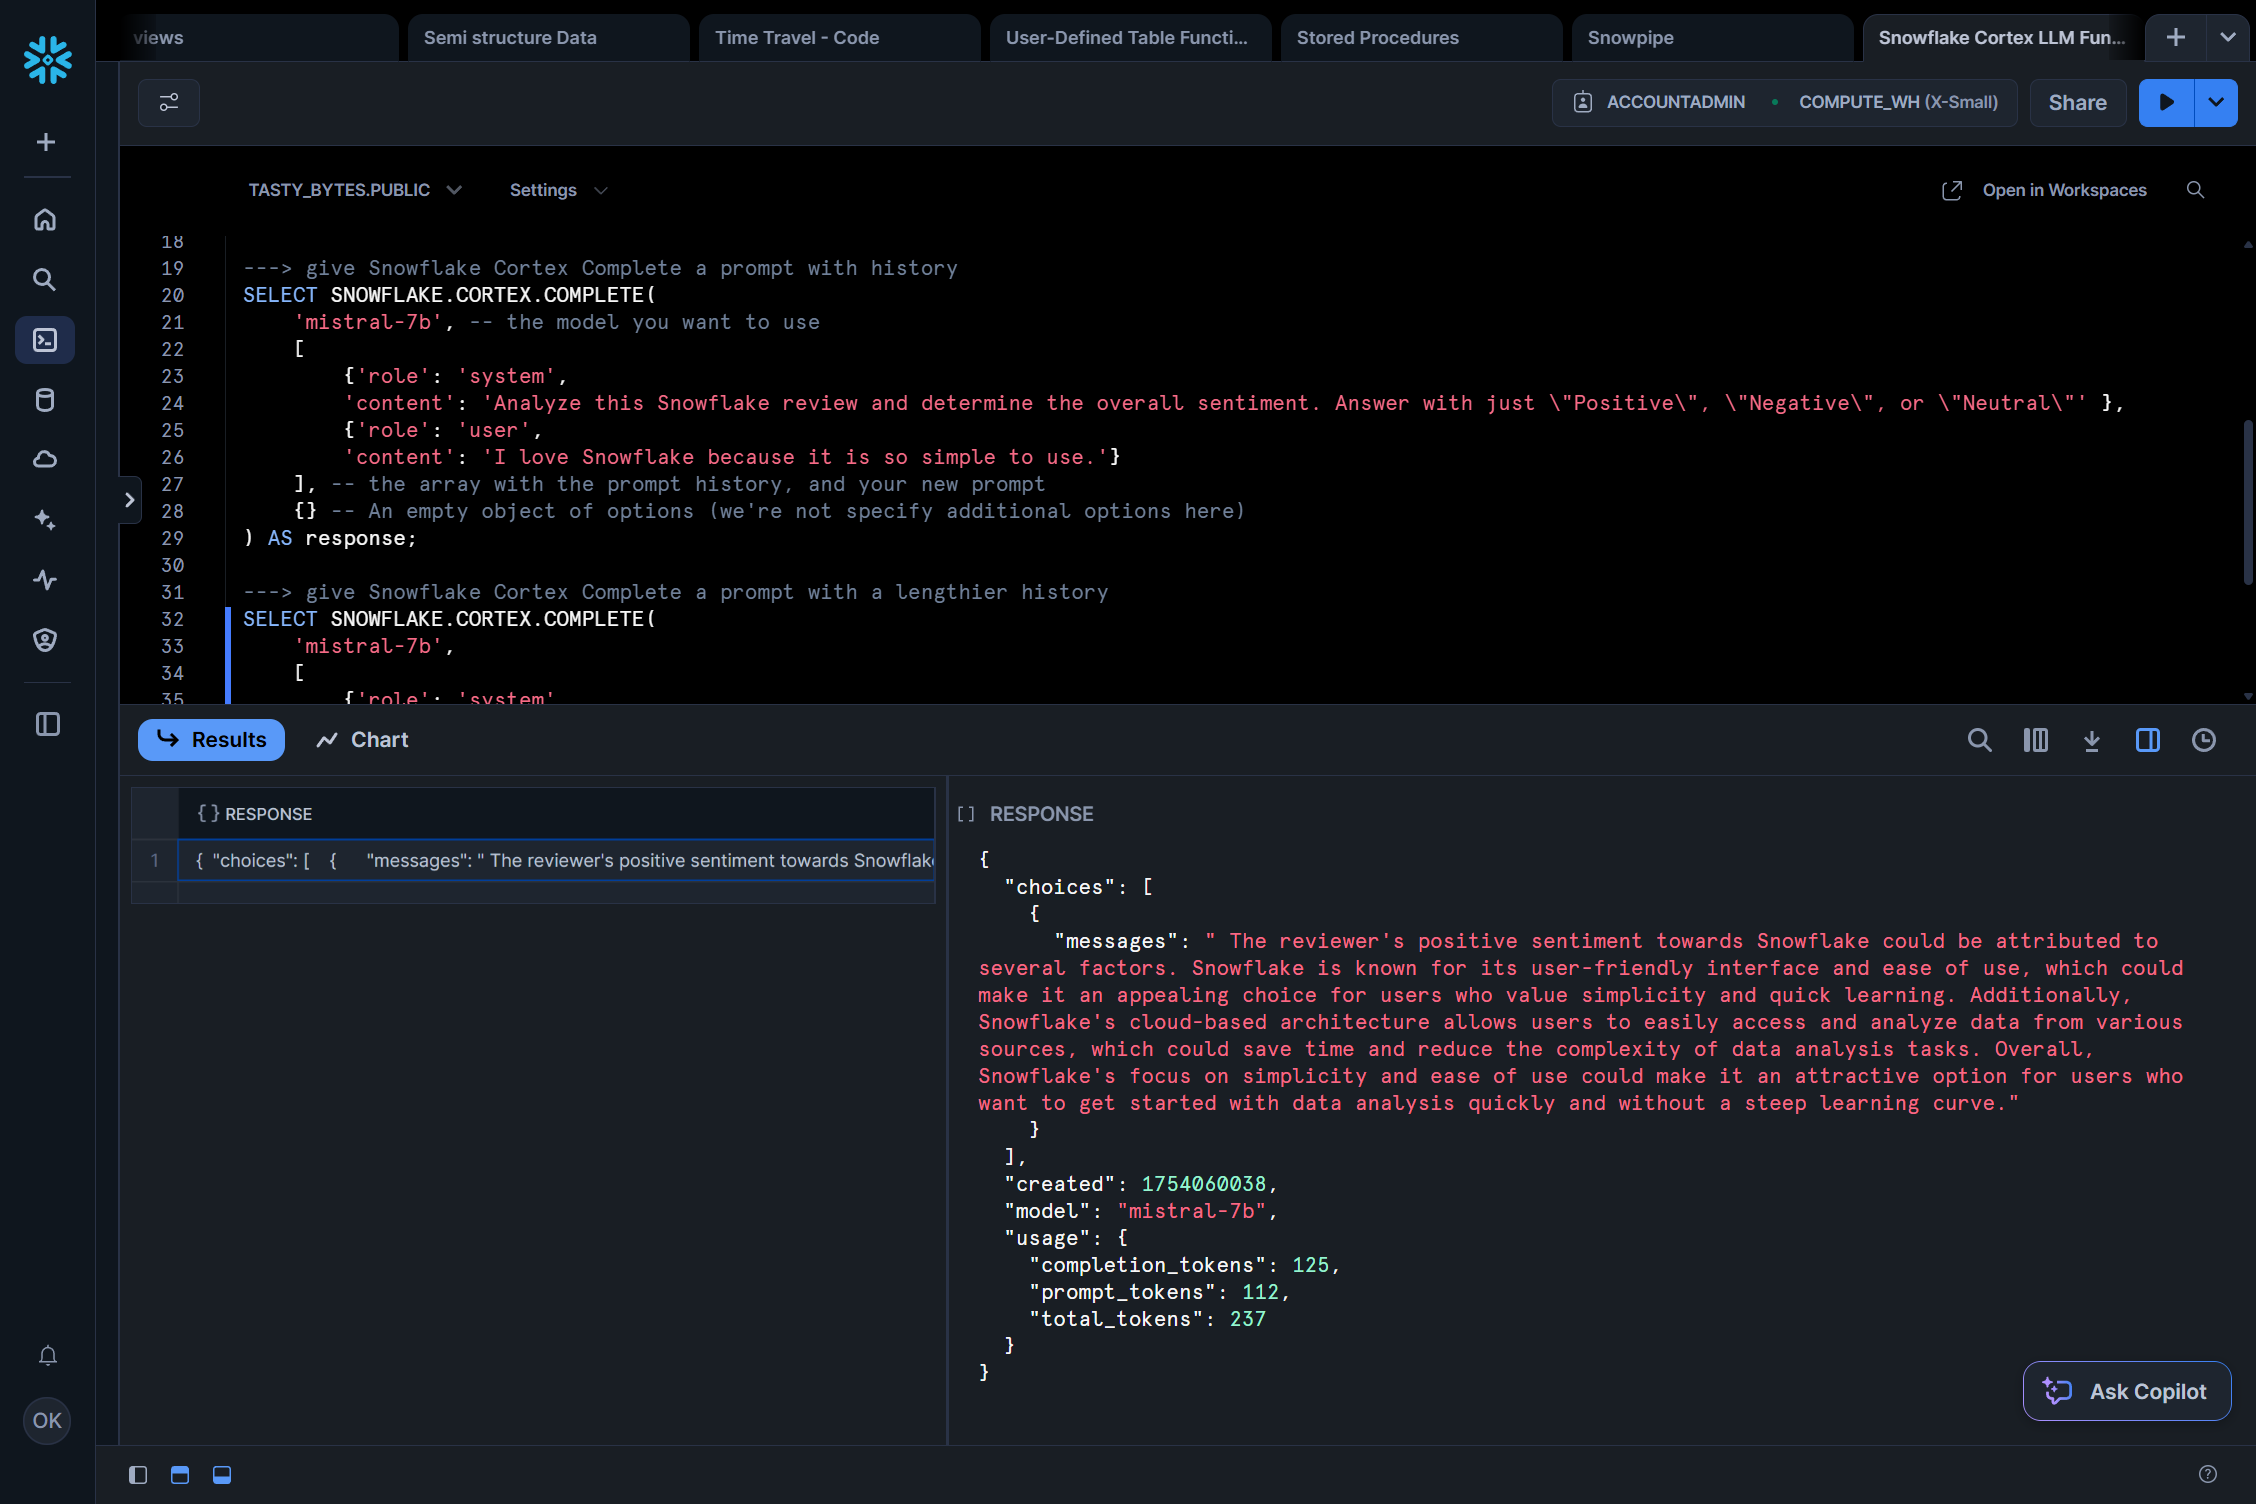 views
Semi structure Data
Time Travel - Code
User-Defined Table Functi...
Stored Procedures
Snowpipe
Snowflake Cortex LLM Fun...
ACCOUNTADMIN
COMPUTE_WH (X-Small)
Share
TASTY_BYTES.PUBLIC
Settings
Open in Workspaces
18
19 ---> give Snowflake Cortex Complete a prompt with history
20 SELECT SNOWFLAKE.CORTEX.COMPLETE(
21 'mistral-7b', -- the model you want to use
22 [
23 {'role': 'system',
24 'content': 'Analyze this Snowflake review and determine the overall sentiment. Answer with just \"Positive\", \"Negative\", or \"Neutral\"' },
25 {'role': 'user',
26 'content': 'I love Snowflake because it is so simple to use.'}
27 ], -- the array with the prompt history, and your new prompt
28 {} -- An empty object of options (we're not specify additional options here)
29 ) AS response;
30
31 ---> give Snowflake Cortex Complete a prompt with a lengthier history
32 SELECT SNOWFLAKE.CORTEX.COMPLETE(
33 'mistral-7b',
34 [
35 {'role': 'system'
Results
Chart
{} RESPONSE
1 { "choices": [ { "messages": " The reviewer's positive sentiment towards Snowflake
[] RESPONSE
{
"choices": [
{
"messages": " The reviewer's positive sentiment towards Snowflake could be attributed to
several factors. Snowflake is known for its user-friendly interface and ease of use, which could
make it an appealing choice for users who value simplicity and quick learning. Additionally,
Snowflake's cloud-based architecture allows users to easily access and analyze data from various
sources, which could save time and reduce the complexity of data analysis tasks. Overall,
Snowflake's focus on simplicity and ease of use could make it an attractive option for users who
want to get started with data analysis quickly and without a steep learning curve."
}
],
"created": 1754060038,
"model": "mistral-7b",
"usage": {
"completion_tokens": 125,
"prompt_tokens": 112,
"total_tokens": 237
}
}
Ask Copilot
OK